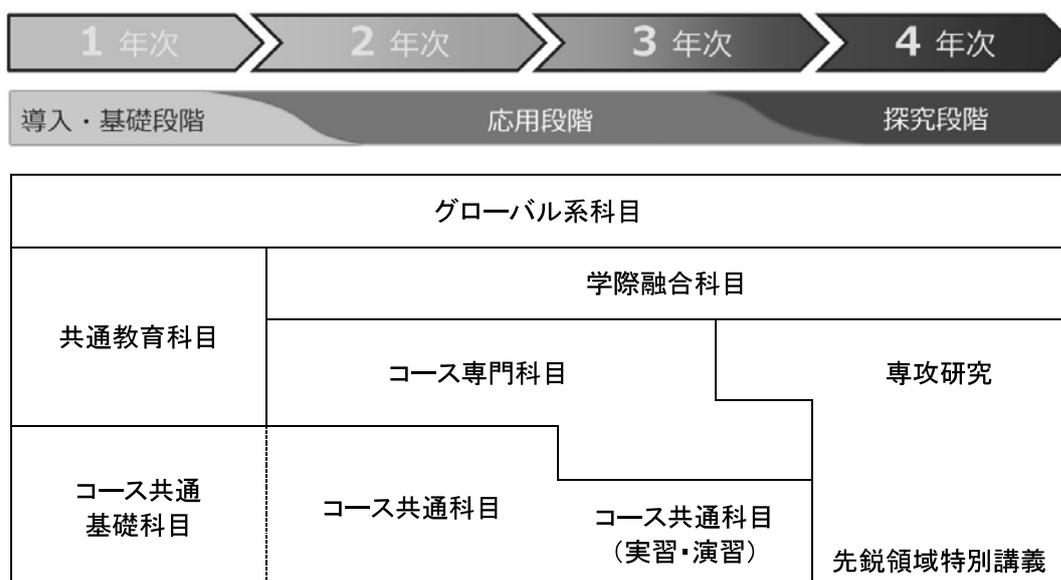 1 年次
2 年次
3 年次
4 年次
導入・基礎段階
応用段階
探究段階
グローバル系科目
学際融合科目
共通教育科目
コース専門科目
専攻研究
コース共通
基礎科目
コース共通科目
コース共通科目
（実習・演習）
先鋭領域特別講義